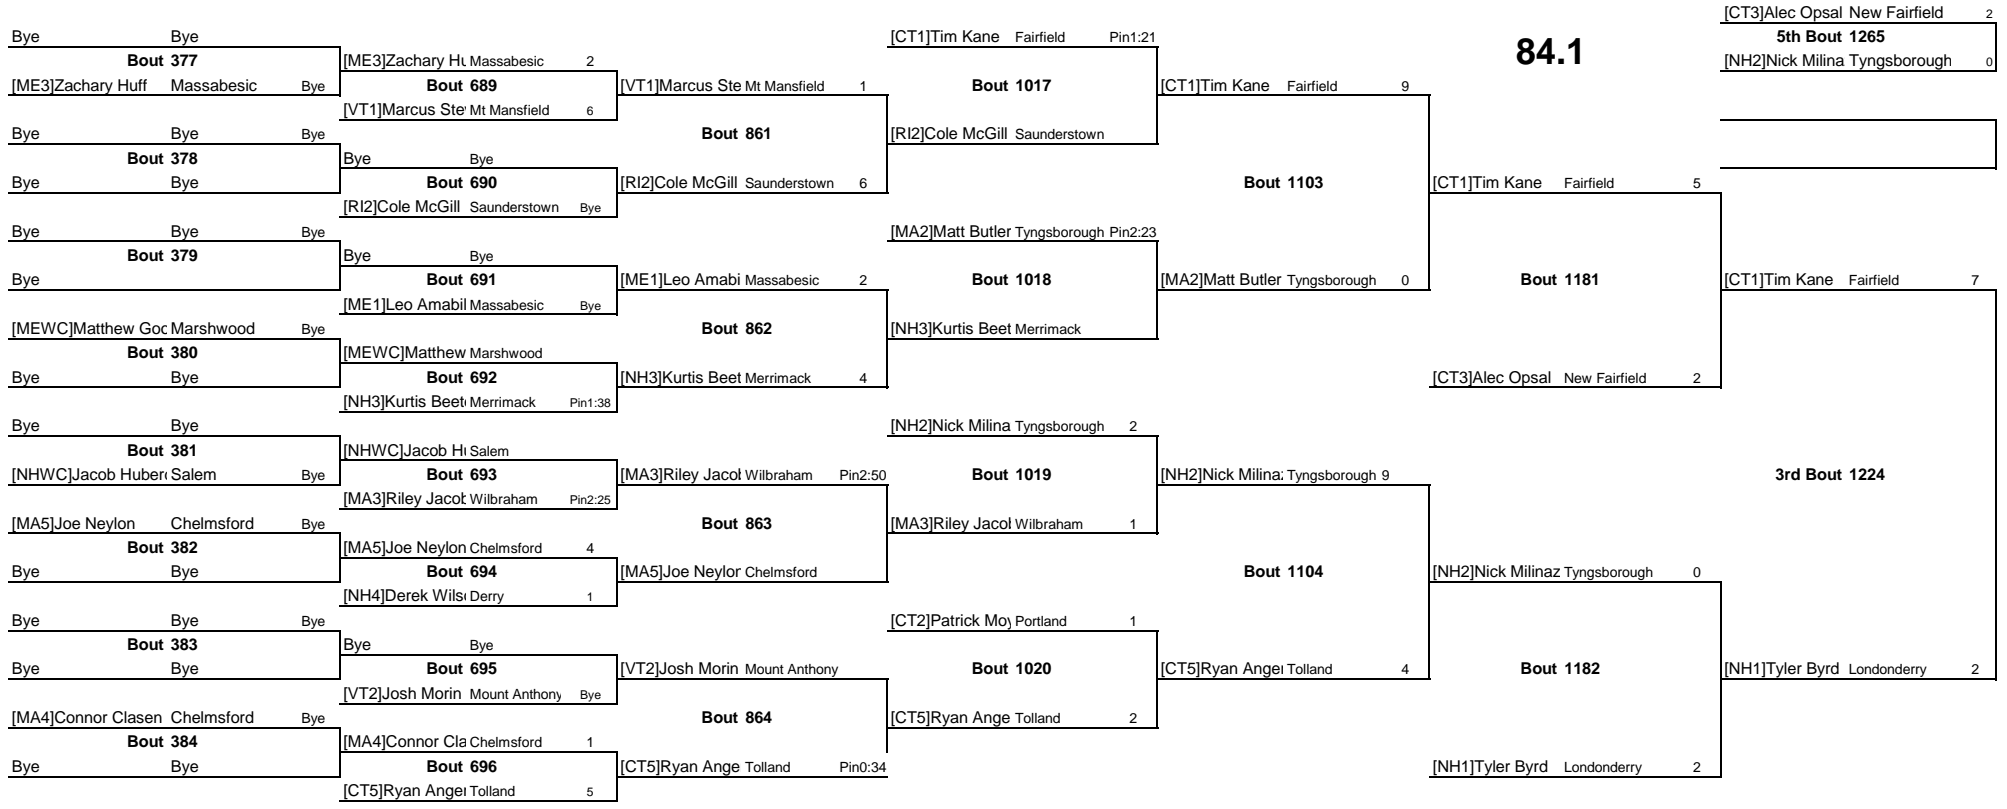 [CT3]Alec Opsal New Fairfield 2
Bye Bye [CT1]Tim Kane Fairfield Pin1:21 84.1 5th Bout 1265
Bout 377 [ME3]Zachary Hu Massabesic 2 [NH2]Nick Milina Tyngsborough 0
[ME3]Zachary Huff Massabesic Bye Bout 689 [VT1]Marcus Ste Mt Mansfield 1 Bout 1017 [CT1]Tim Kane Fairfield 9
[VT1]Marcus Ste Mt Mansfield 6
Bye Bye Bye Bout 861 [RI2]Cole McGill Saunderstown
Bout 378 Bye Bye
Bye Bye Bout 690 [RI2]Cole McGill Saunderstown 6 Bout 1103 [CT1]Tim Kane Fairfield 5
[RI2]Cole McGill Saunderstown Bye
Bye Bye Bye [MA2]Matt Butler Tyngsborough Pin2:23
Bout 379 Bye Bye
Bye Bye Bout 691 [ME1]Leo Amabi Massabesic 2 Bout 1018 [MA2]Matt Butler Tyngsborough 0 Bout 1181 [CT1]Tim Kane Fairfield 7
[ME1]Leo Amabil Massabesic Bye
[MEWC]Matthew Goo Marshwood Bye Bout 862 [NH3]Kurtis Beet Merrimack
Bout 380 [MEWC]Matthew Marshwood
Bye Bye Bout 692 [NH3]Kurtis Beet Merrimack 4 [CT3]Alec Opsal New Fairfield 2
[NH3]Kurtis Beet Merrimack Pin1:38
Bye Bye [NH2]Nick Milina Tyngsborough 2
Bout 381 [NHWC]Jacob Hu Salem
[NHWC]Jacob Huber Salem Bye Bout 693 [MA3]Riley Jacob Wilbraham Pin2:50 Bout 1019 [NH2]Nick Milina Tyngsborough 9 3rd Bout 1224
[MA3]Riley Jacob Wilbraham Pin2:25
[MA5]Joe Neylon Chelmsford Bye Bout 863 [MA3]Riley Jacob Wilbraham 1
Bout 382 [MA5]Joe Neylon Chelmsford 4
Bye Bye Bout 694 [MA5]Joe Neylon Chelmsford Bout 1104 [NH2]Nick Milinaz Tyngsborough 0
[NH4]Derek Wils Derry 1
Bye Bye Bye [CT2]Patrick Moy Portland 1
Bout 383 Bye Bye
Bye Bye Bout 695 [VT2]Josh Morin Mount Anthony Bout 1020 [CT5]Ryan Anger Tolland 4 Bout 1182 [NH1]Tyler Byrd Londonderry 2
[VT2]Josh Morin Mount Anthony Bye
[MA4]Connor Clasen Chelmsford Bye Bout 864 [CT5]Ryan Ange Tolland 2
Bout 384 [MA4]Connor Cla Chelmsford 1
Bye Bye Bout 696 [CT5]Ryan Ange Tolland Pin0:34 [NH1]Tyler Byrd Londonderry 2
[CT5]Ryan Anger Tolland 5